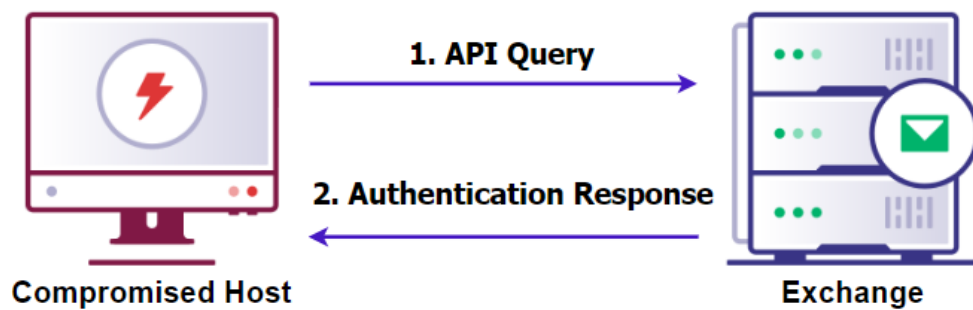 1. API Query
2. Authentication Response
Compromised Host
Exchange